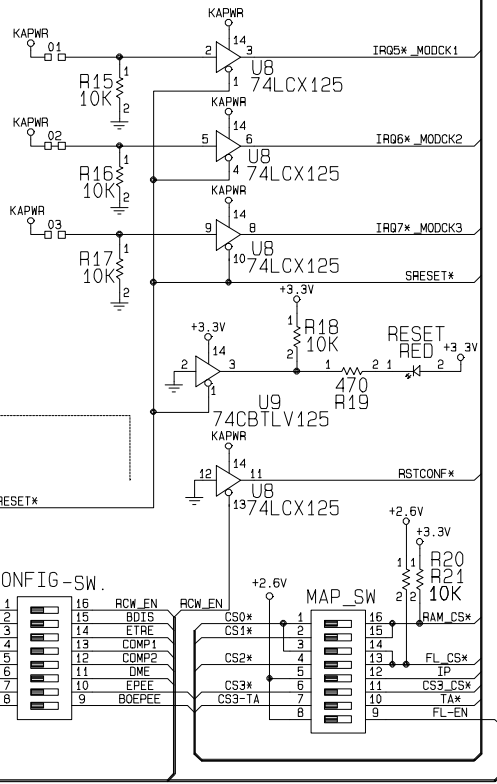 KAPWR
KAPWR
01
14
2
3
IRQ5*_MODCK1
R15
10K
1
2
1
U8
74LCX125
KAPWR
KAPWR
02
14
5
6
IRQ6*_MODCK2
R16
10K
1
2
4
U8
74LCX125
KAPWR
KAPWR
03
14
9
8
IRQ7*_MODCK3
R17
10K
1
2
10
U8
74LCX125
SRESET*
+3.3V
1
R18
10K
2
+3.3V
14
2
3
1
RESET
RED
+3.3V
1
2
1
2
470
R19
U9
74CBTLV125
KAPWR
14
12
11
RSTCONF*
13
U8
74LCX125
RESET*
+2.6V
+3.3V
1
1
R20
R21
10K
2
2
ONFIG-SW.
+2.6V
MAP_SW
1
16
RCW_EN
RCW_EN
2
15
BDIS
3
14
ETRE
4
13
COMP1
5
12
COMP2
6
11
DME
7
10
EPEE
8
9
BOEPEE
CS0*
1
16
RAM_CS*
CS1*
2
15
3
14
CS2*
4
13
FL_CS*
5
12
IP
CS3*
6
11
CS3_CS*
CS3-TA
7
10
TA*
8
9
FL-EN